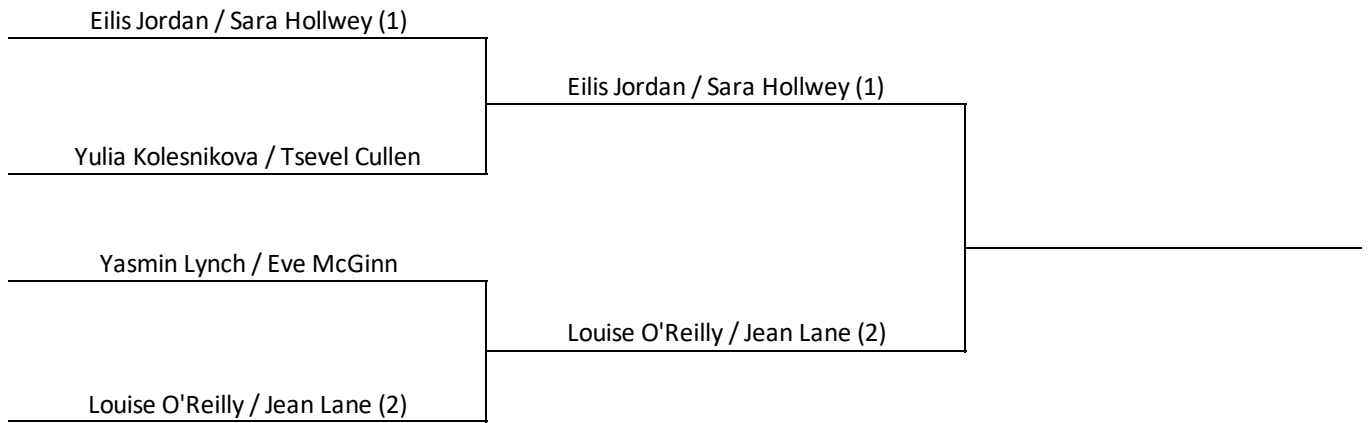 Eilis Jordan / Sara Hollwey (1)
Eilis Jordan / Sara Hollwey (1)
Yulia Kolesnikova / Tsevel Cullen
Yasmin Lynch / Eve McGinn
Louise O'Reilly / Jean Lane (2)
Louise O'Reilly / Jean Lane (2)